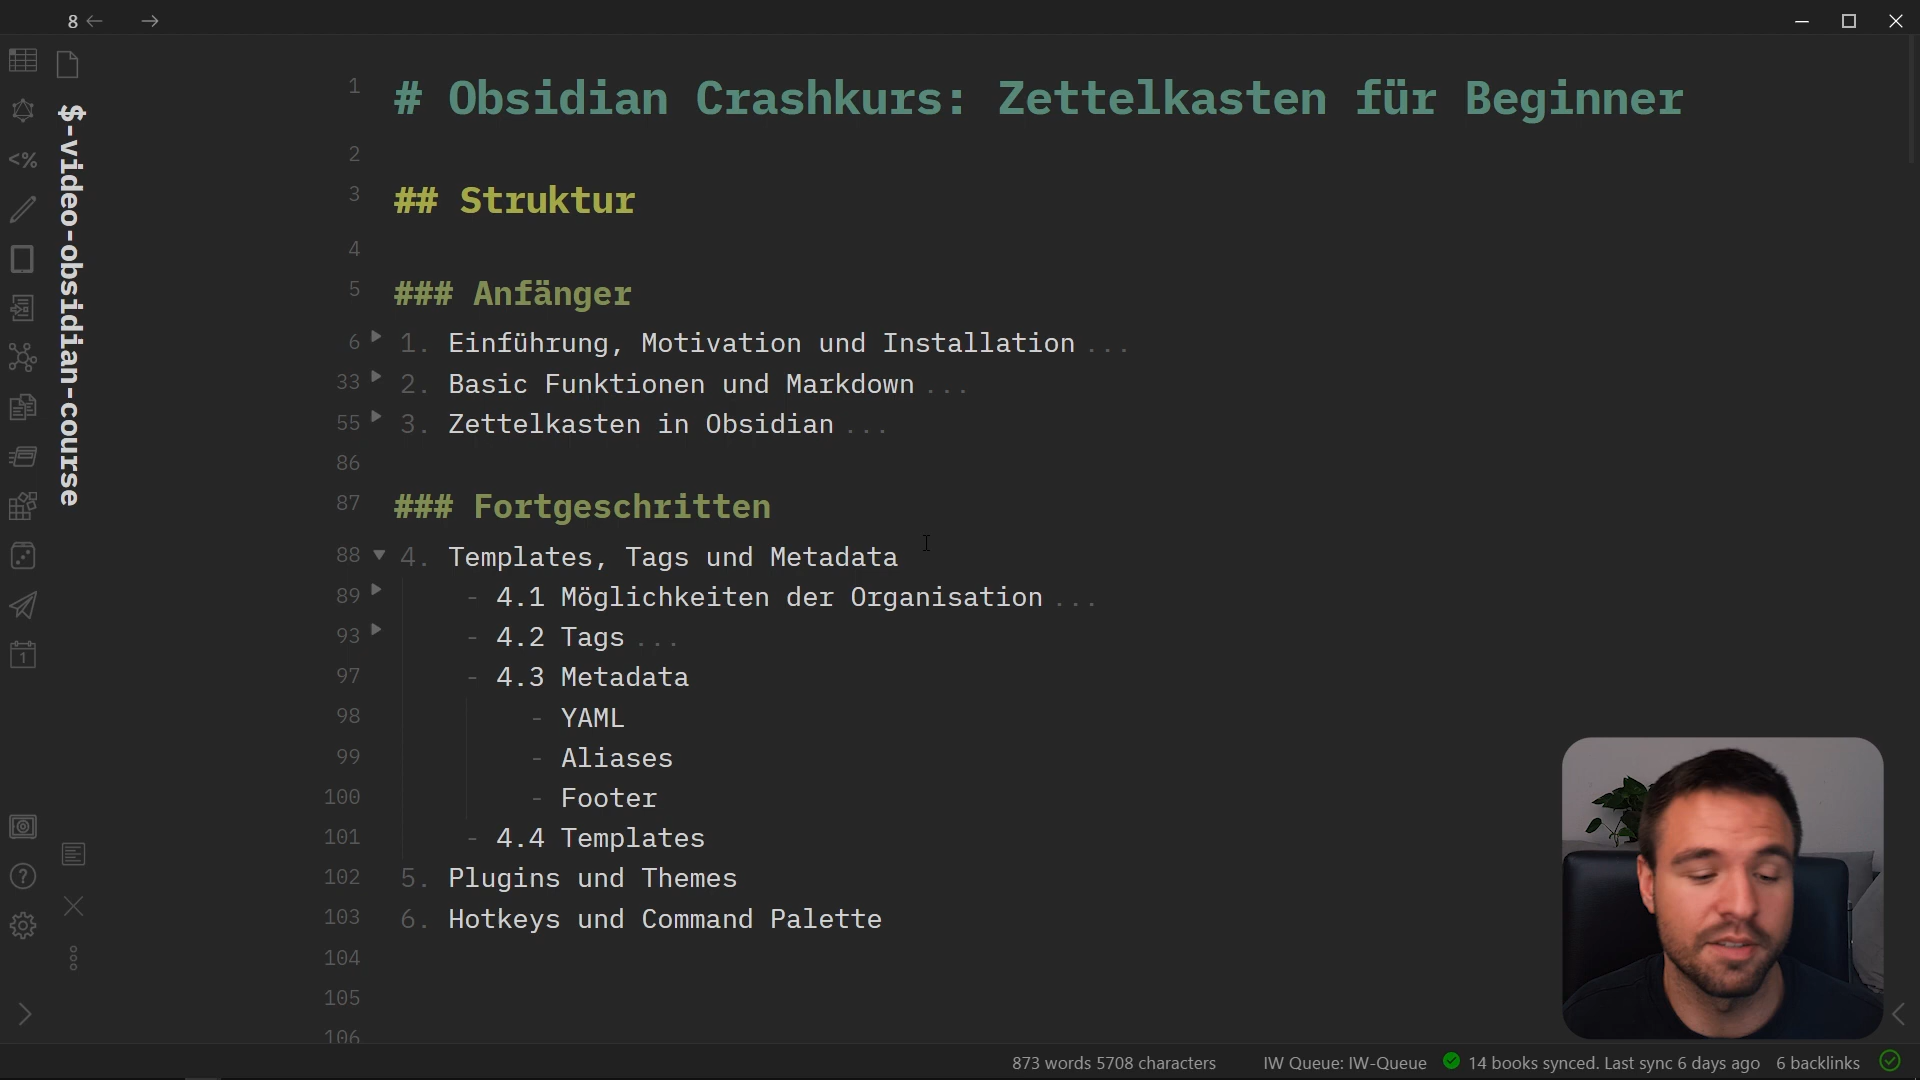 8
$-video-obsidian-course
1 # Obsidian Crashkurs: Zettelkasten für Beginner
2
3 ## Struktur
4
5 ### Anfänger
6 1. Einführung, Motivation und Installation ...
33 2. Basic Funktionen und Markdown ...
55 3. Zettelkasten in Obsidian ...
86
87 ### Fortgeschritten
88 4. Templates, Tags und Metadata
89 - 4.1 Möglichkeiten der Organisation ...
93 - 4.2 Tags ...
97 - 4.3 Metadata
98 - YAML
99 - Aliases
100 - Footer
101 - 4.4 Templates
102 5. Plugins und Themes
103 6. Hotkeys und Command Palette
104
105
106
<%
1
873 words 5708 characters IW Queue: IW-Queue 14 books synced. Last sync 6 days ago 6 backlinks